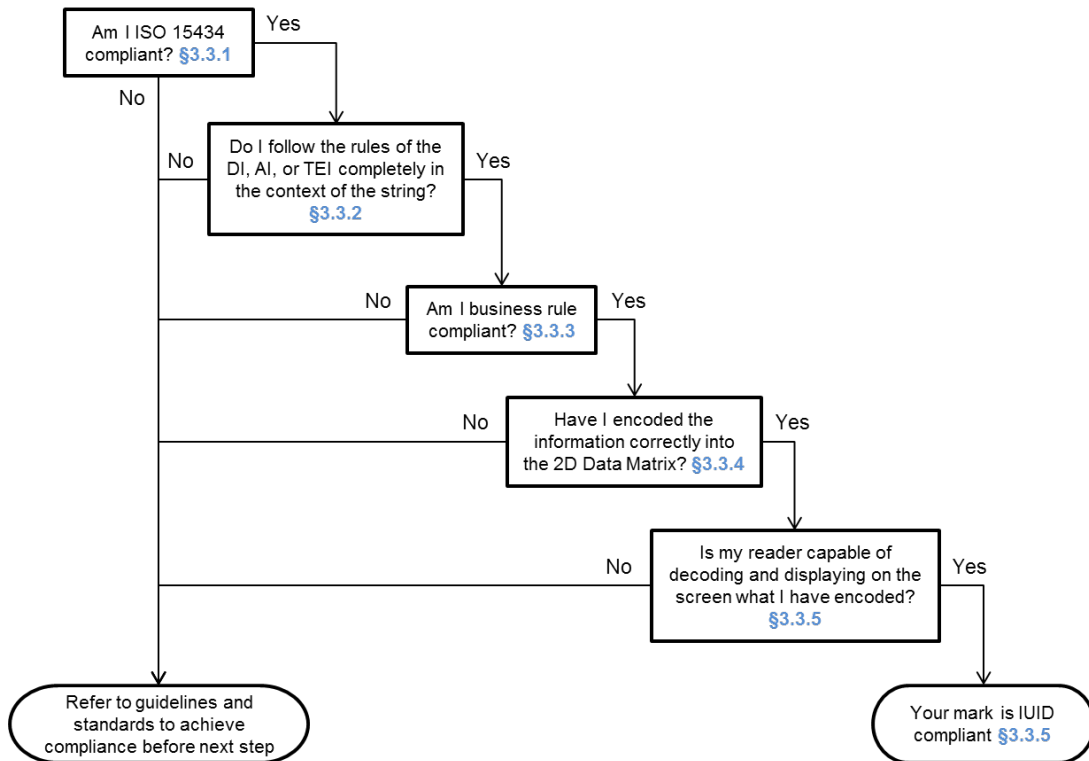 Am I ISO 15434
compliant? §3.3.1
Yes
No
Do I follow the rules of the
DI, AI, or TEI completely in
the context of the string?
§3.3.2
No
Yes
Am I business rule
compliant? §3.3.3
No
Yes
Have I encoded the
information correctly into
the 2D Data Matrix? §3.3.4
No
Yes
Is my reader capable of
decoding and displaying on the
screen what I have encoded?
§3.3.5
No
Yes
Refer to guidelines and
standards to achieve
compliance before next step
Your mark is IUID
compliant §3.3.5